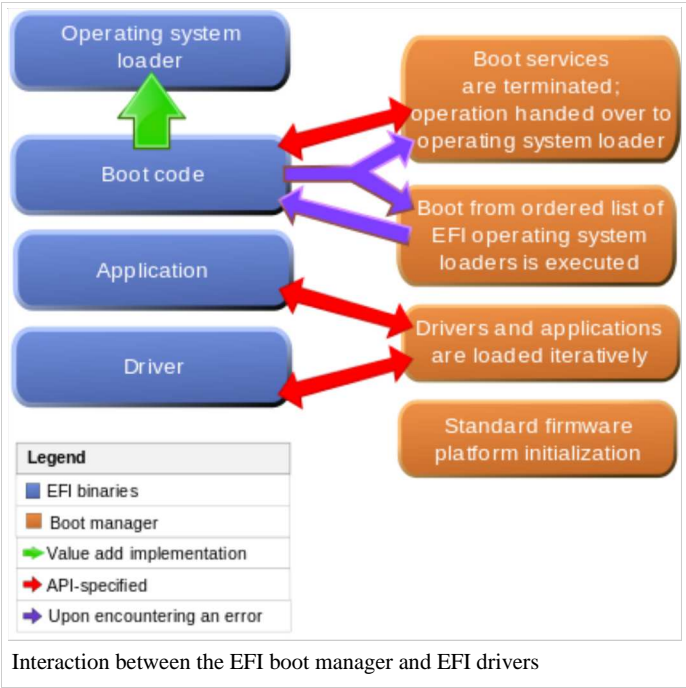 Operating system
loader
Boot services
are terminated;
operation handed over to
operating system loader
Boot code
Boot from ordered list of
EFI operating system
loaders is executed
Application
Drivers and applications
are loaded iteratively
Driver
Standard firmware
platform initialization
Legend
EFI binaries
Boot manager
Value add implementation
API-specified
Upon encountering an error
Interaction between the EFI boot manager and EFI drivers